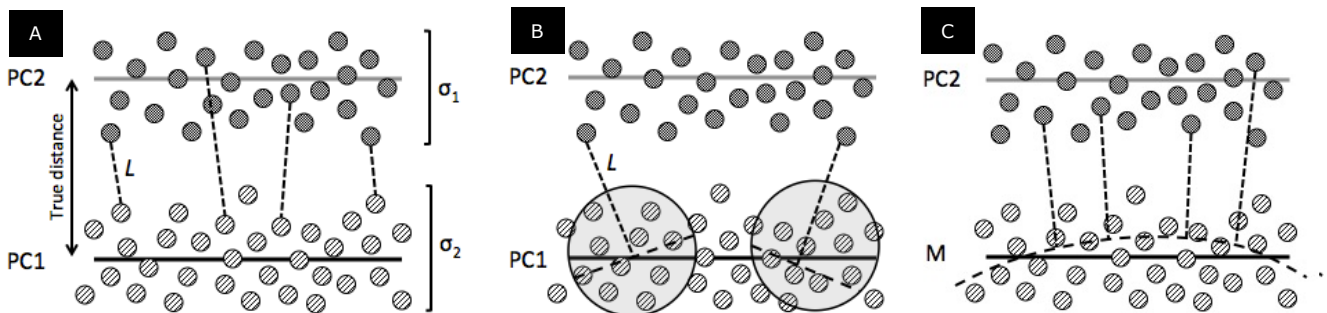 A
PC2
True distance
L
PC1
σ1
σ2
B
PC2
L
PC1
C
PC2
M